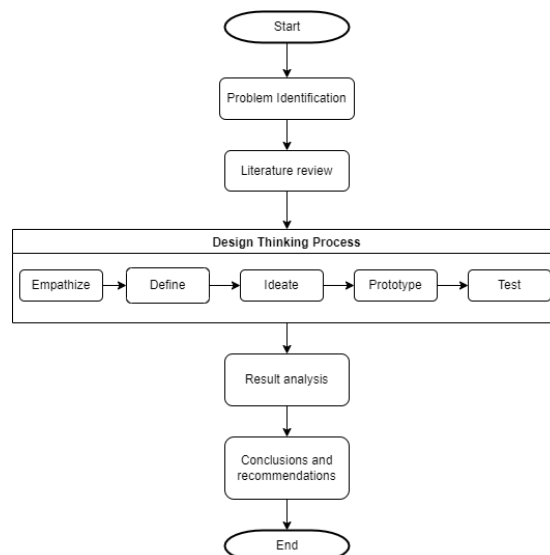 Start
Problem Identification
Literature review
Design Thinking Process
Empathize
Define
Ideate
Prototype
Test
Result analysis
Conclusions and
recommendations
End